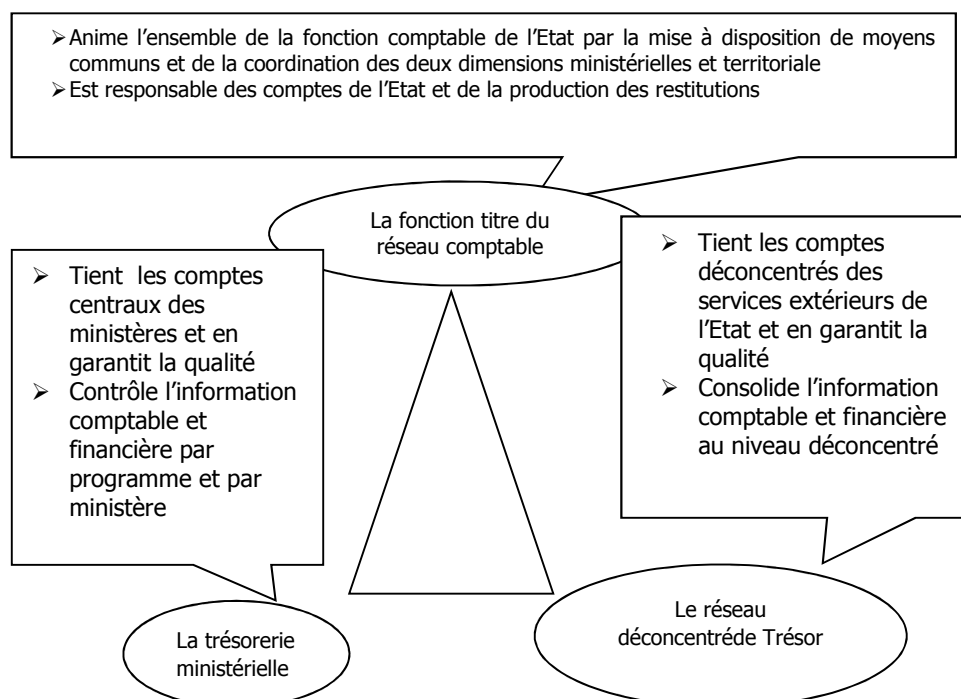 ➢ Anime l’ensemble de la fonction comptable de l’Etat par la mise à disposition de moyens
communs et de la coordination des deux dimensions ministérielles et territoriale
➢ Est responsable des comptes de l’Etat et de la production des restitutions
La fonction titre du
réseau comptable
➢ Tient les comptes
centraux des
ministères et en
garantit la qualité
➢ Contrôle l’information
comptable et
financière par
programme et par
ministère
➢ Tient les comptes
déconcentrés des
services extérieurs de
l’Etat et en garantit la
qualité
➢ Consolide l’information
comptable et financière
au niveau déconcentré
La trésorerie
ministérielle
Le réseau
déconcentréde Trésor